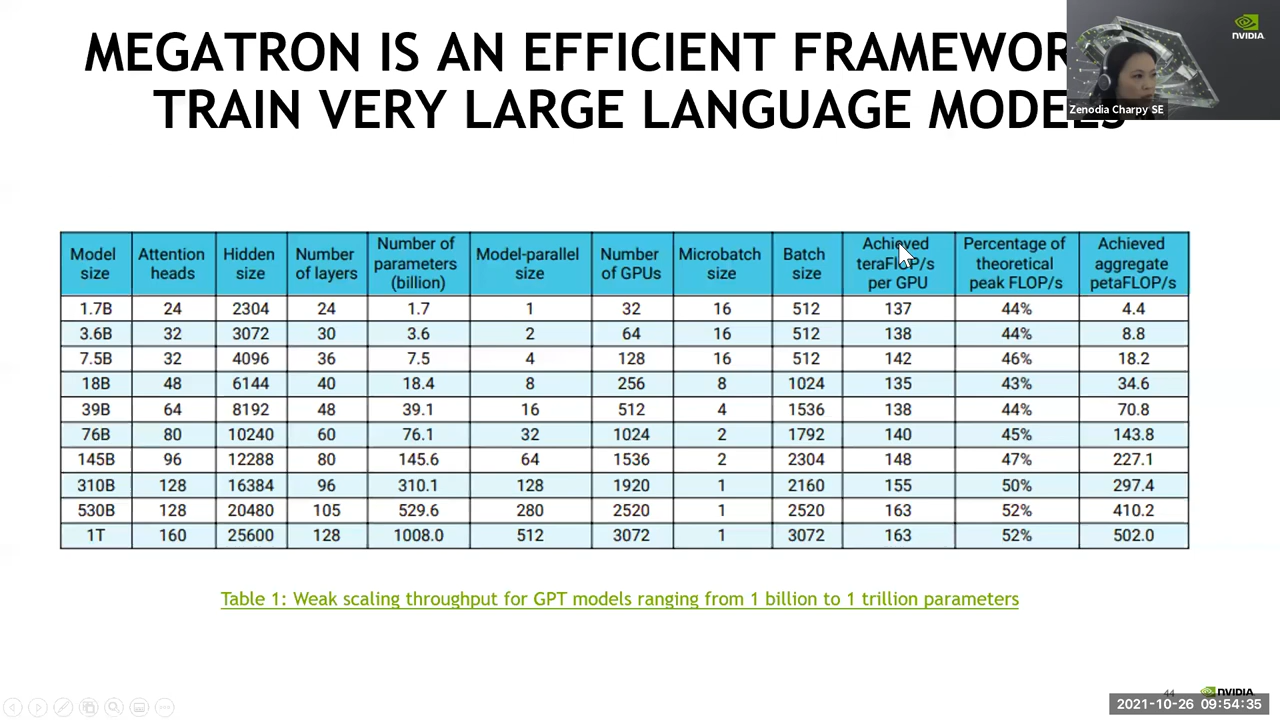 MEGATRON IS AN EFFICIENT FRAMEWOR
TRAIN VERY LARGE LANGUAGE MODELS
NVIDIA
Zenodia Charpy SE
Model size | Attention heads | Hidden size | Number of layers | Number of parameters (billion) | Model-parallel size | Number of GPUs | Microbatch size | Batch size | Achieved teraFLOP/s per GPU | Percentage of theoretical peak FLOP/s | Achieved aggregate petaFLOP/s
1.7B 24 2304 24 1.7 1 32 16 512 137 44% 4.4
3.6B 32 3072 30 3.6 2 64 16 512 138 44% 8.8
7.5B 32 4096 36 7.5 4 128 16 512 142 46% 18.2
18B 48 6144 40 18.4 8 256 8 1024 135 43% 34.6
39B 64 8192 48 39.1 16 512 4 1536 138 44% 70.8
76B 80 10240 60 76.1 32 1024 2 1792 140 45% 143.8
145B 96 12288 80 145.6 64 1536 2 2304 148 47% 227.1
310B 128 16384 96 310.1 128 1920 1 2160 155 50% 297.4
530B 128 20480 105 529.6 280 2520 1 2520 163 52% 410.2
1T 160 25600 128 1008.0 512 3072 1 3072 163 52% 502.0
Table 1: Weak scaling throughput for GPT models ranging from 1 billion to 1 trillion parameters
44 NVIDIA
2021-10-26 09:54:35